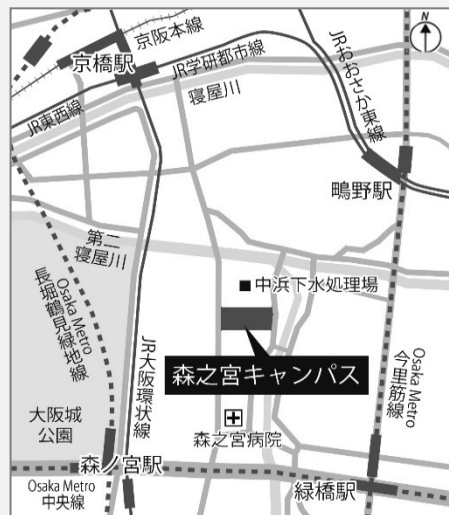 N
京阪本線
京橋駅
JR学研都市線
JR東西線
寝屋川
JRおおさか東線
鴫野駅
第二
寝屋川
中浜下水処理場
Osaka Metro
長堀鶴見緑地線
JR大阪環状線
森之宮キャンパス
Osaka Metro
今里筋線
大阪城
公園
森之宮病院
森ノ宮駅
緑橋駅
Osaka Metro
中央線